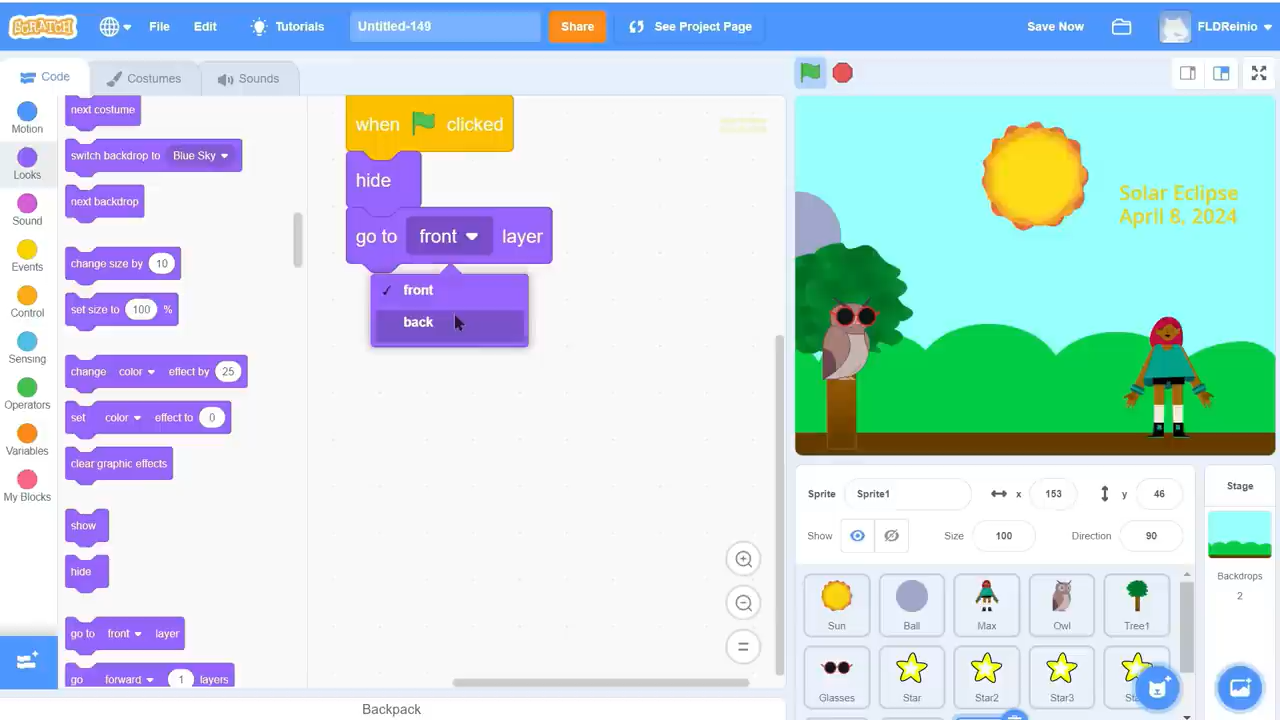 SCRATCH
File
Edit
Tutorials
Untitled-149
Share
See Project Page
Save Now
FLDReinio
Code
Costumes
Sounds
Motion
Looks
Sound
Events
Control
Sensing
Operators
Variables
My Blocks
next costume
switch backdrop to Blue Sky
next backdrop
change size by 10
set size to 100 %
change color effect by 25
set color effect to 0
clear graphic effects
show
hide
go to front layer
go forward 1 layers
when clicked
hide
go to front layer
✓ front
back
Backpack
Solar Eclipse
April 8, 2024
Sprite Sprite1 x 153 y 46
Show Size 100 Direction 90
Sun
Ball
Max
Owl
Tree1
Glasses
Star
Star2
Star3
Stage
Backdrops
2